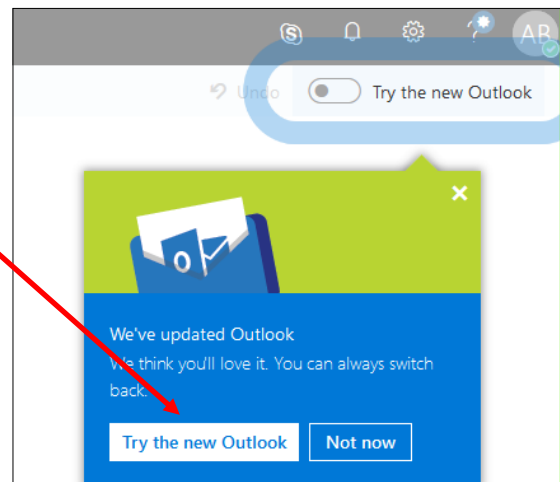 AB
Undo Try the new Outlook
We've updated Outlook
We think you'll love it. You can always switch
back.
Try the new Outlook Not now